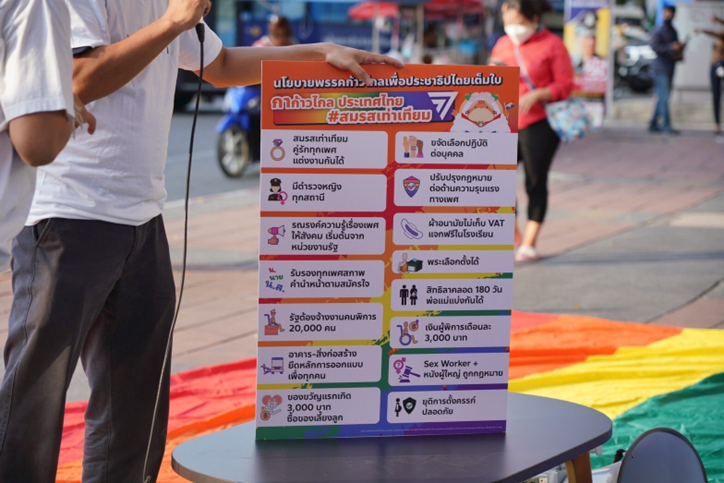 นโยบายพรรคก้าวไกลเพื่อประชาธิปไตยเต็มใบ
กาก้าวไกล ประเทศไทย
#สมรสเท่าเทียม
สมรสเท่าเทียม
คู่รักทุกเพศ
แต่งงานกันได้
มีตำรวจหญิง
ทุกสถานี
รณรงค์ความรู้เรื่องเพศ
ให้สังคม เริ่มต้นจาก
หน่วยงานรัฐ
น. นาย น.ส.
รับรองทุกเพศสภาพ
คำนำหน้าตามสมัครใจ
รัฐต้องจ้างงานคนพิการ
20,000 คน
อาคาร-สิ่งก่อสร้าง
ยึดหลักการออกแบบ
เพื่อทุกคน
ของขวัญแรกเกิด
3,000 บาท
ซื้อของเลี้ยงลูก
ขจัดเลือกปฏิบัติ
ต่อบุคคล
ปรับปรุงกฎหมาย
ต่อต้านความรุนแรง
ทางเพศ
ผ้าอนามัยไม่เก็บ VAT
แจกฟรีในโรงเรียน
เพศเลือกตั้งได้
สิทธิลาคลอด 180 วัน
พ่อแม่แบ่งกันได้
เงินผู้พิการเดือนละ
3,000 บาท
Sex Worker +
หนังผู้ใหญ่ ถูกกฎหมาย
ยุติการตั้งครรภ์
ปลอดภัย